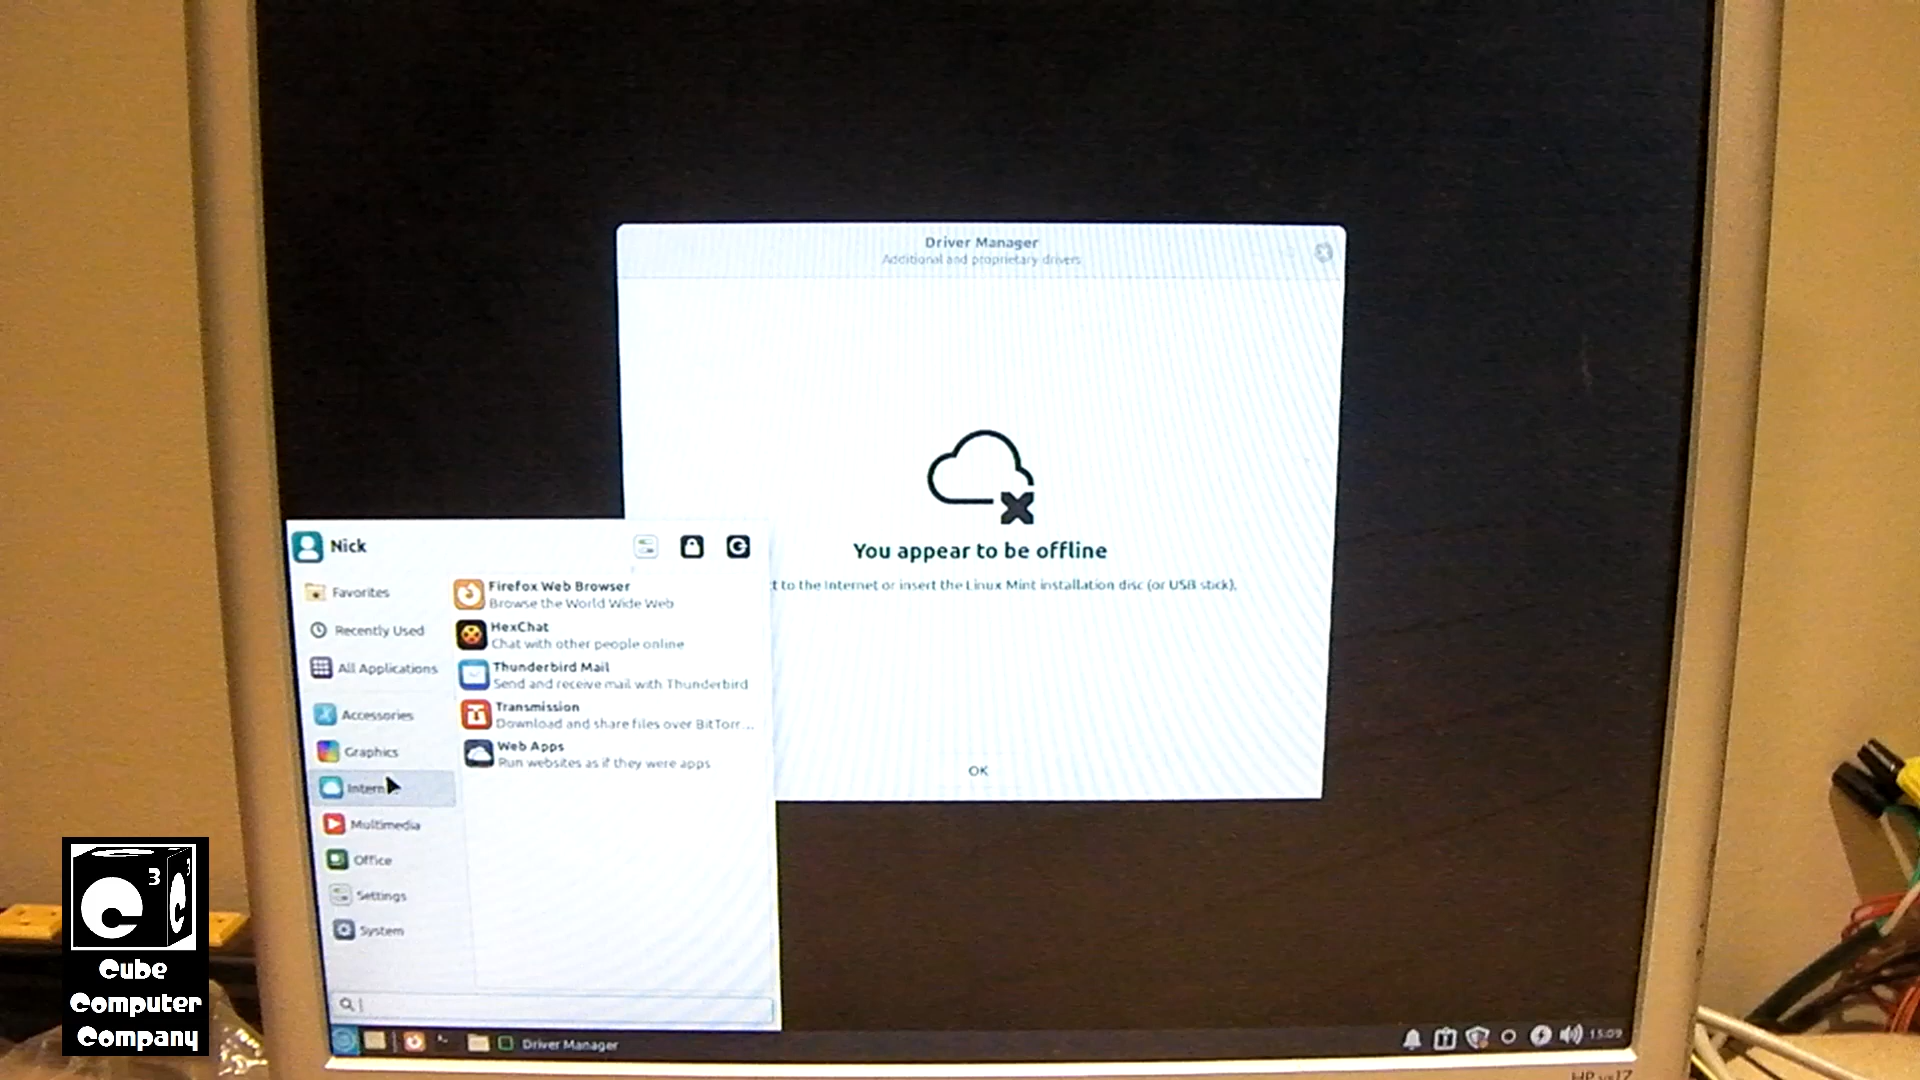 Driver Manager
Additional and proprietary drivers
You appear to be offline
to the Internet or insert the Linux Mint installation disc (or USB stick).
OK
Nick
Favorites
Recently Used
All Applications
Accessories
Graphics
Intern
Multimedia
Office
Settings
System
Firefox Web Browser
Browse the World Wide Web
HexChat
Chat with other people online
Thunderbird Mail
Send and receive mail with Thunderbird
Transmission
Download and share files over BitTorr...
Web Apps
Run websites as if they were apps
Driver Manager
15:09
HP vs17
C3 C3
Cube
Computer
Company